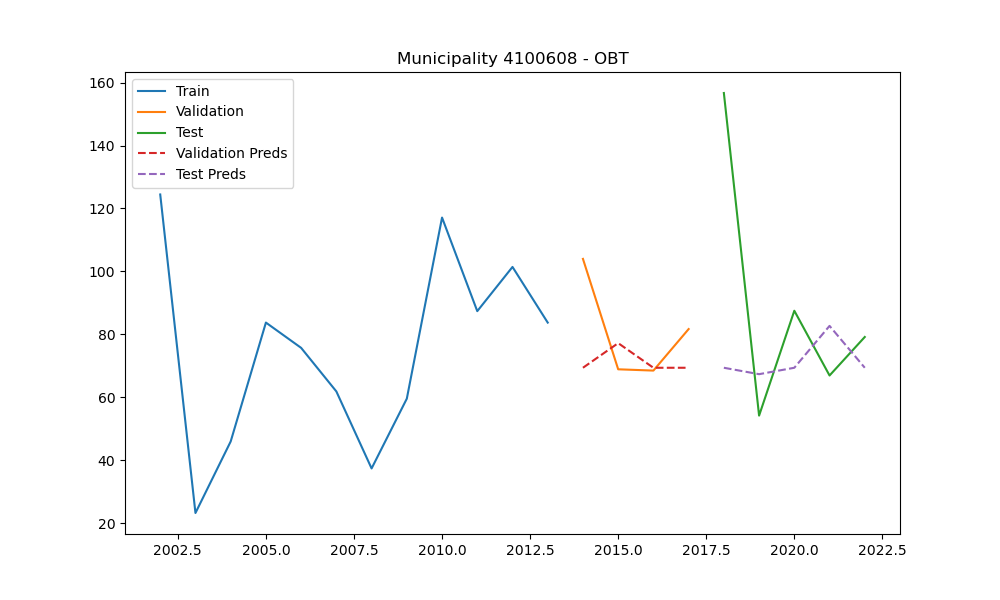 Municipality 4100608 - OBT
160
140
120
100
80
60
40
20
Train
Validation
Test
Validation Preds
Test Preds
2002.5 2005.0 2007.5 2010.0 2012.5 2015.0 2017.5 2020.0 2022.5